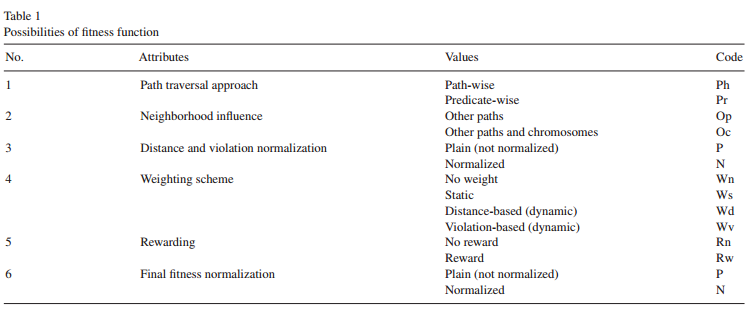 Table 1
Possibilities of fitness function
No. Attributes Values Code
1 Path traversal approach Path-wise Ph
Predicate-wise Pr
2 Neighborhood influence Other paths Op
Other paths and chromosomes Oc
3 Distance and violation normalization Plain (not normalized) P
Normalized N
4 Weighting scheme No weight Wn
Static Ws
Distance-based (dynamic) Wd
Violation-based (dynamic) Wv
5 Rewarding No reward Rn
Reward Rw
6 Final fitness normalization Plain (not normalized) P
Normalized N